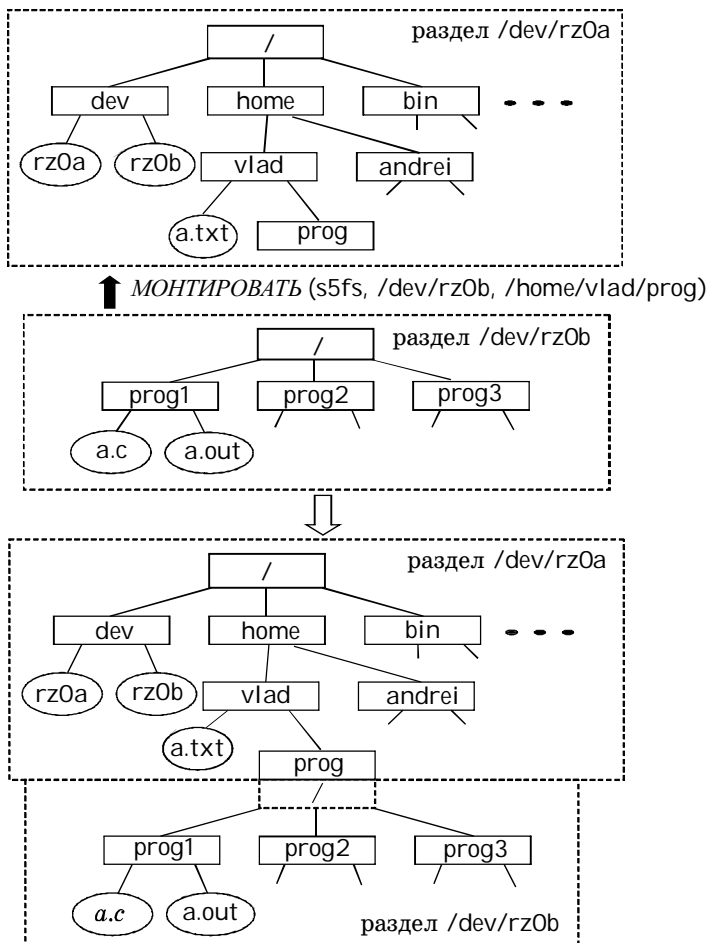 раздел /dev/rz0a
/
dev home bin
rz0a rz0b vlad andrei
a.txt prog
МОНТИРОВАТЬ (s5fs, /dev/rz0b, /home/vlad/prog)
раздел /dev/rz0b
/
prog1 prog2 prog3
a.c a.out
раздел /dev/rz0a
/
dev home bin
rz0a rz0b vlad andrei
a.txt
prog
/
prog1 prog2 prog3
a.c a.out
раздел /dev/rz0b